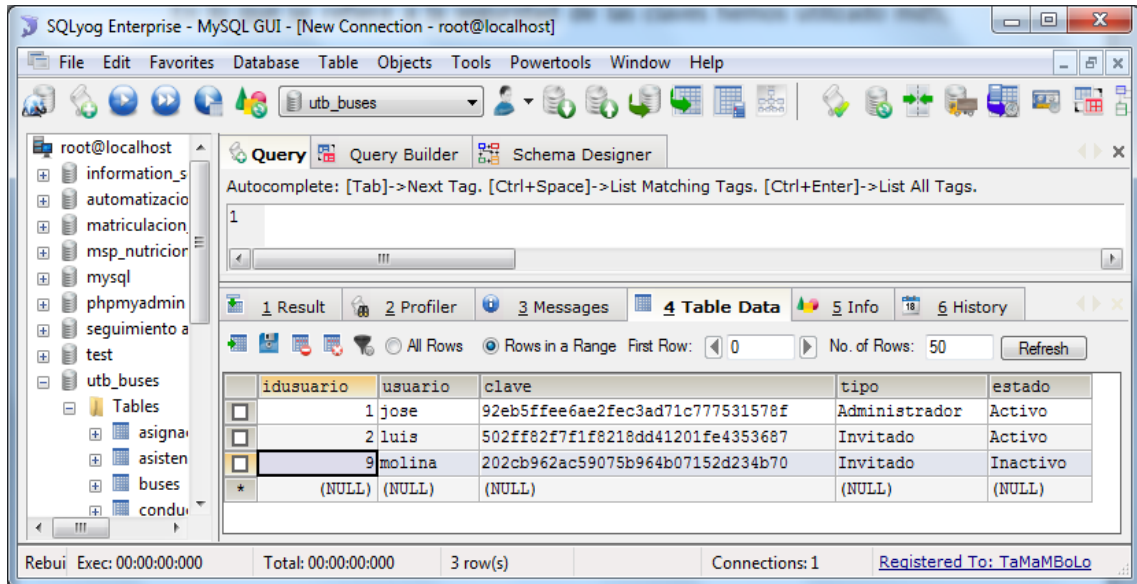 SQLyog Enterprise - MySQL GUI - [New Connection - root@localhost]
File Edit Favorites Database Table Objects Tools Powertools Window Help
utb_buses
root@localhost
information_s
automatizacio
matriculacion_
msp_nutricior
mysql
phpmyadmin
seguimiento a
test
utb_buses
Tables
asigna
asisten
buses
condu
Query Query Builder Schema Designer
Autocomplete: [Tab]->Next Tag. [Ctrl+Space]->List Matching Tags. [Ctrl+Enter]->List All Tags.
1
1 Result 2 Profiler 3 Messages 4 Table Data 5 Info 18 6 History
All Rows Rows in a Range First Row: 0 No. of Rows: 50 Refresh
idusuario usuario clave tipo estado
1 jose 92eb5ffee6ae2fec3ad71c777531578f Administrador Activo
2 luis 502ff82f7f1f8218dd41201fe4353687 Invitado Activo
9 molina 202cb962ac59075b964b07152d234b70 Invitado Inactivo
* (NULL) (NULL) (NULL) (NULL) (NULL)
Rebui Exec: 00:00:00:000 Total: 00:00:00:000 3 row(s) Connections: 1 Registered To: TaMaMBoLo